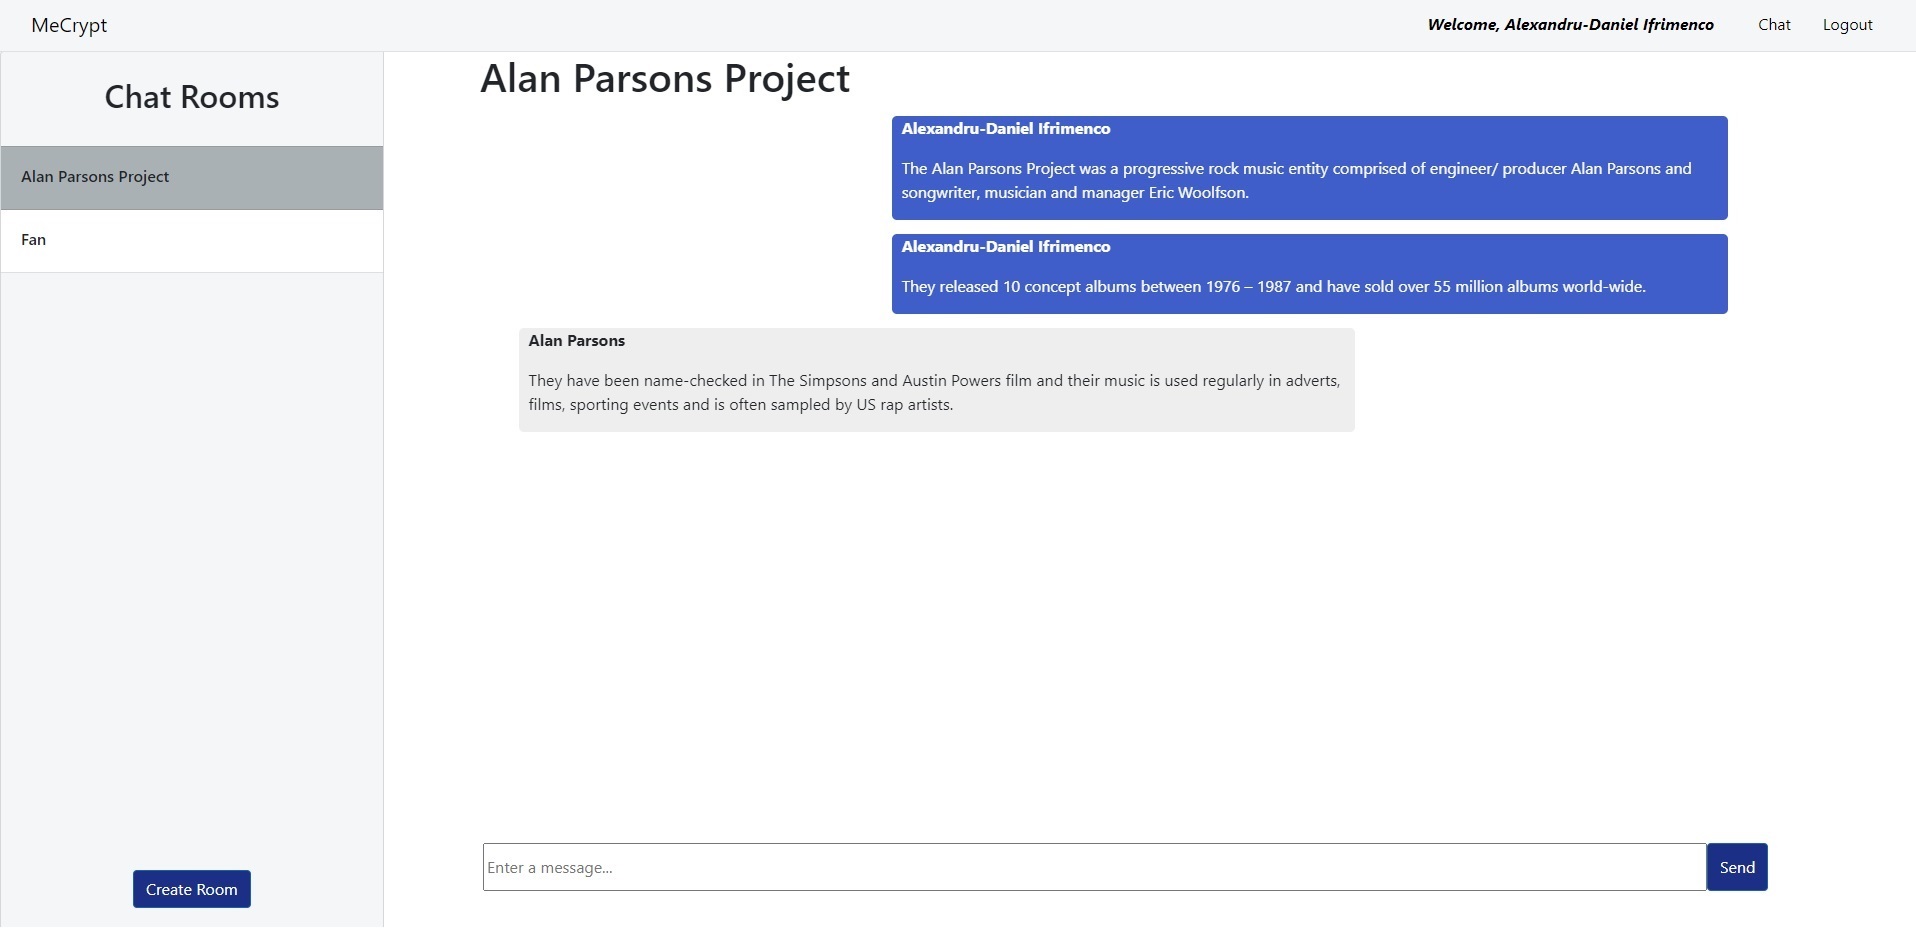 MeCrypt
Welcome, Alexandru-Daniel Ifrimenco
Chat
Logout
Chat Rooms
Alan Parsons Project
Fan
Create Room
Alan Parsons Project
Alexandru-Daniel Ifrimenco
The Alan Parsons Project was a progressive rock music entity comprised of engineer/ producer Alan Parsons and
songwriter, musician and manager Eric Woolfson.
Alexandru-Daniel Ifrimenco
They released 10 concept albums between 1976 – 1987 and have sold over 55 million albums world-wide.
Alan Parsons
They have been name-checked in The Simpsons and Austin Powers film and their music is used regularly in adverts,
films, sporting events and is often sampled by US rap artists.
Enter a message...
Send